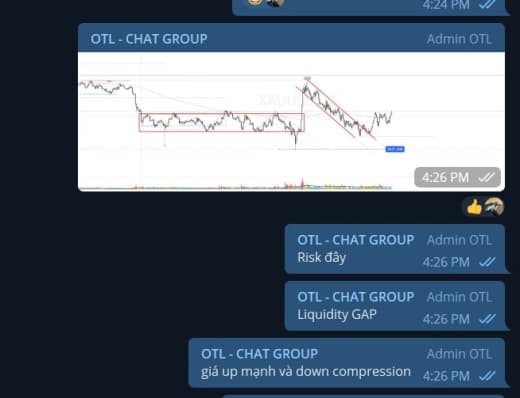 4:24 PM
OTL - CHAT GROUP Admin OTL
4:26 PM
OTL - CHAT GROUP Admin OTL
Risk đây 4:26 PM
OTL - CHAT GROUP Admin OTL
Liquidity GAP 4:26 PM
OTL - CHAT GROUP Admin OTL
giá up mạnh và down compression 4:26 PM